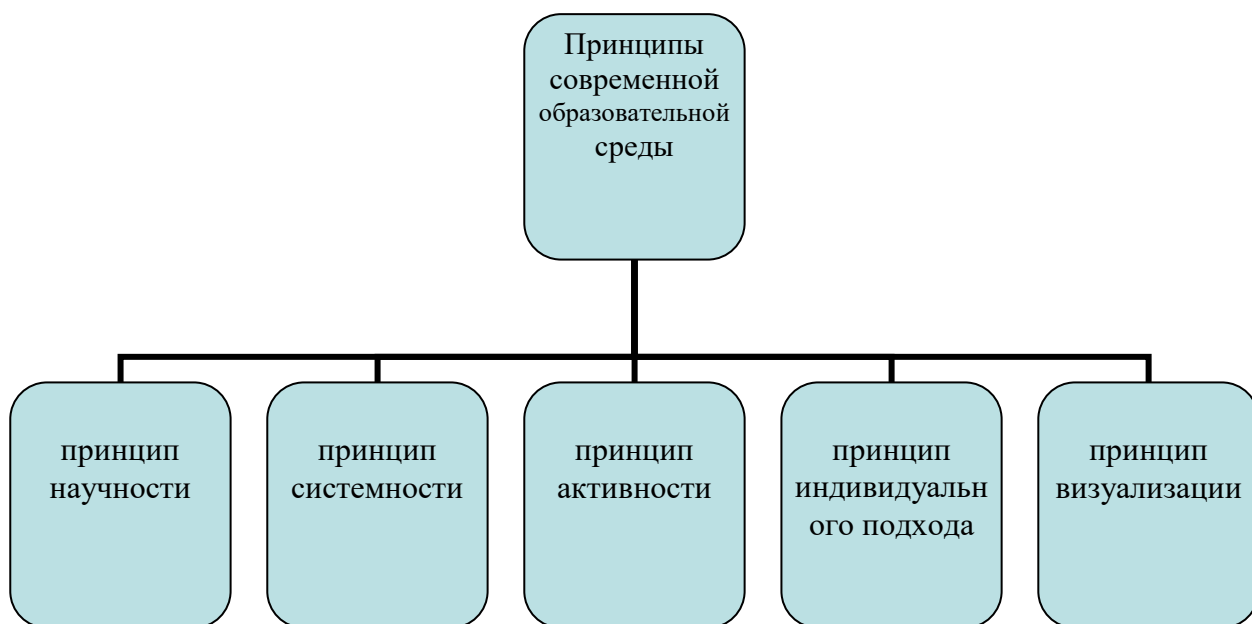 Принципы
современной
образовательной
среды
принцип
научности
принцип
системности
принцип
активности
принцип
индивидуальн
ого подхода
принцип
визуализации